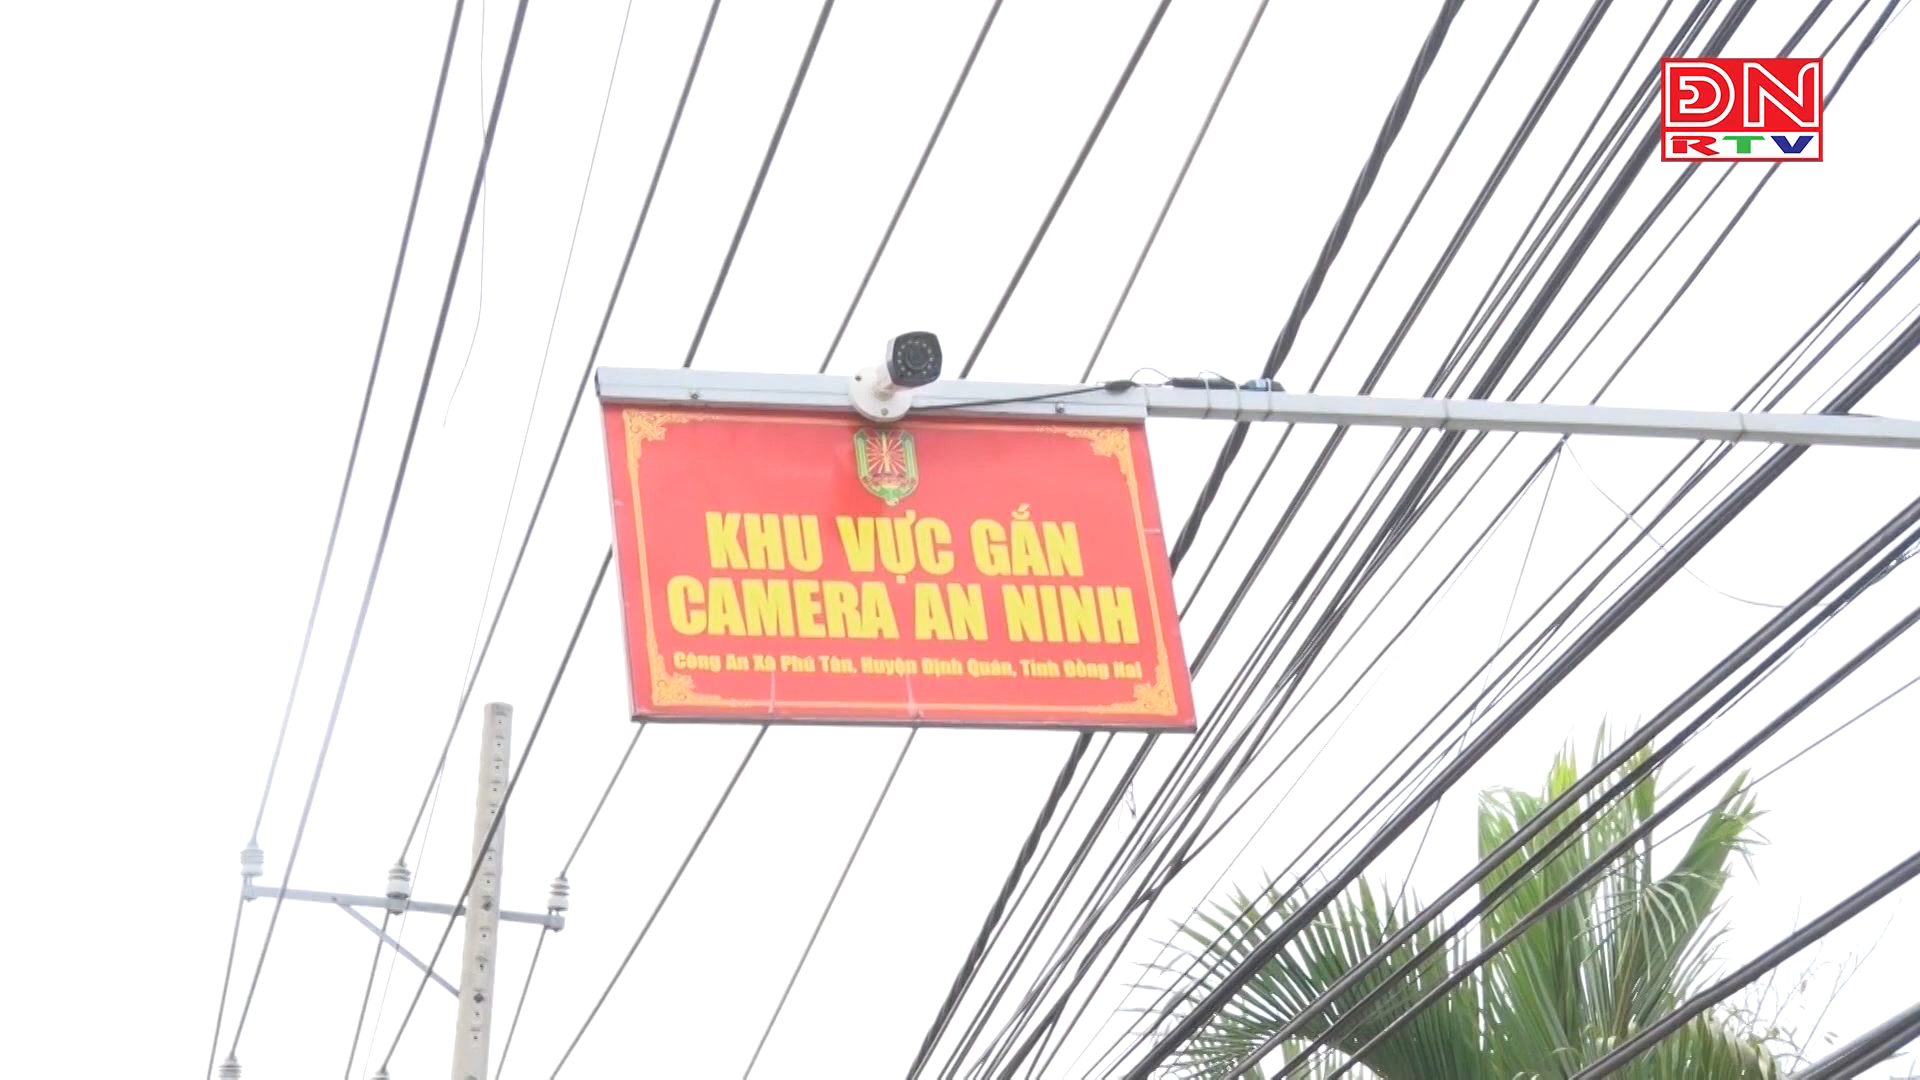 ĐN
RTV
KHU VỰC GẮN
CAMERA AN NINH
Công An Xã Phú Tân, Huyện Định Quán, Tỉnh Đồng Nai